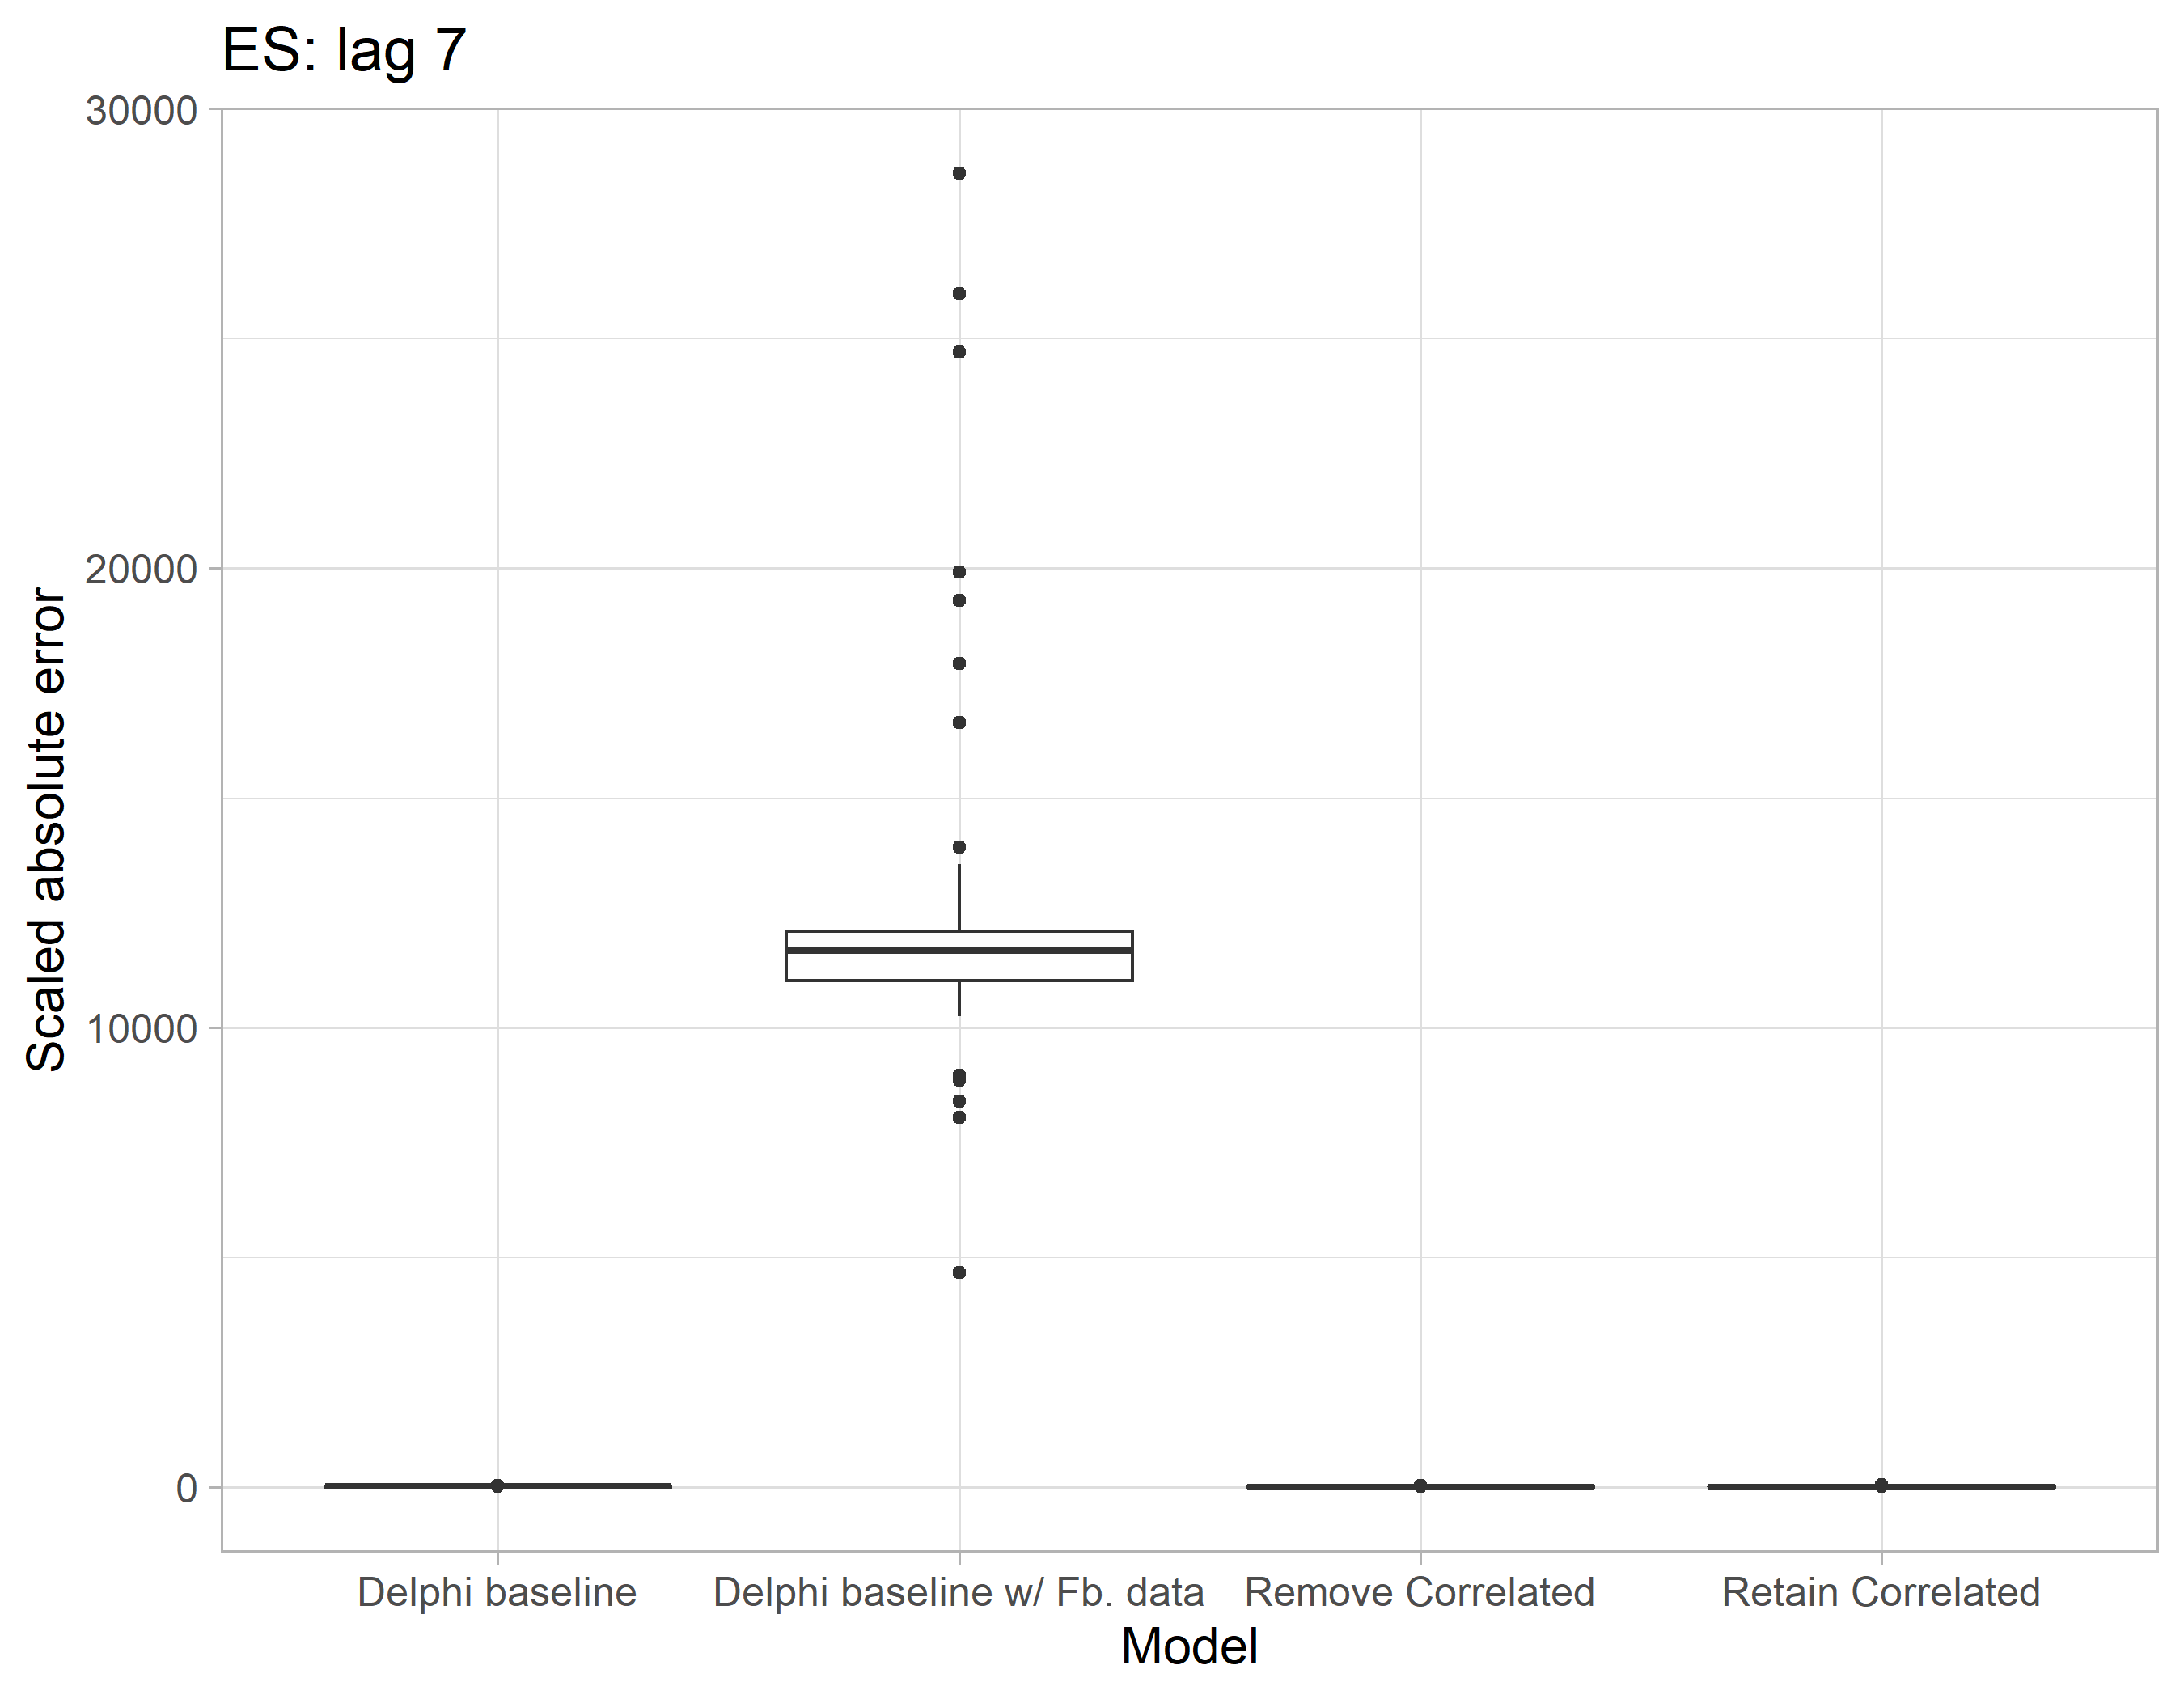 ES: lag 7
30000
20000
10000
0
Scaled absolute error
Delphi baseline
Delphi baseline w/ Fb. data
Remove Correlated
Retain Correlated
Model